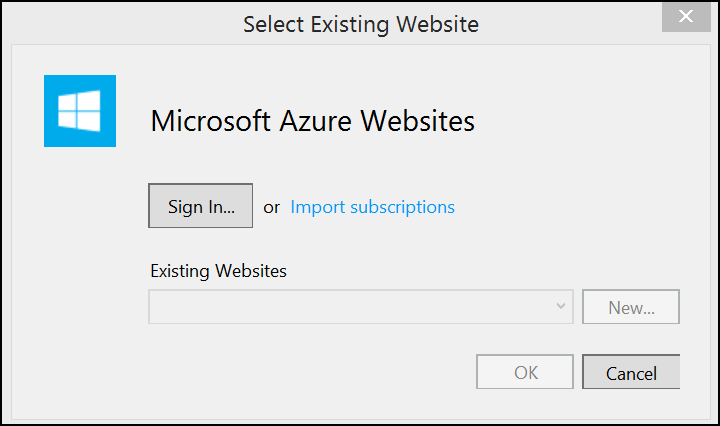 Select Existing Website
Microsoft Azure Websites
Sign In... or Import subscriptions
Existing Websites
New...
OK Cancel